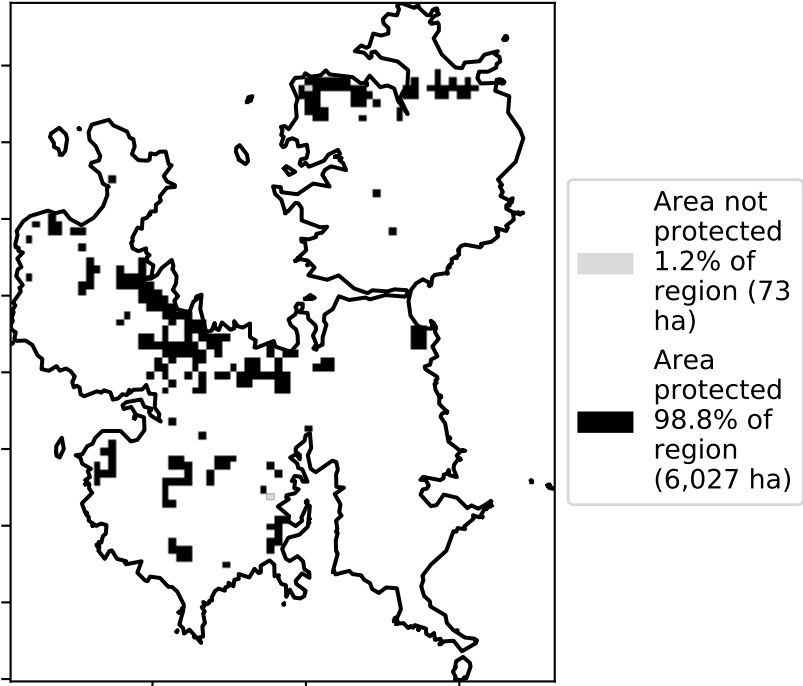 Area not
protected
1.2% of
region (73
ha)
Area
protected
98.8% of
region
(6,027 ha)